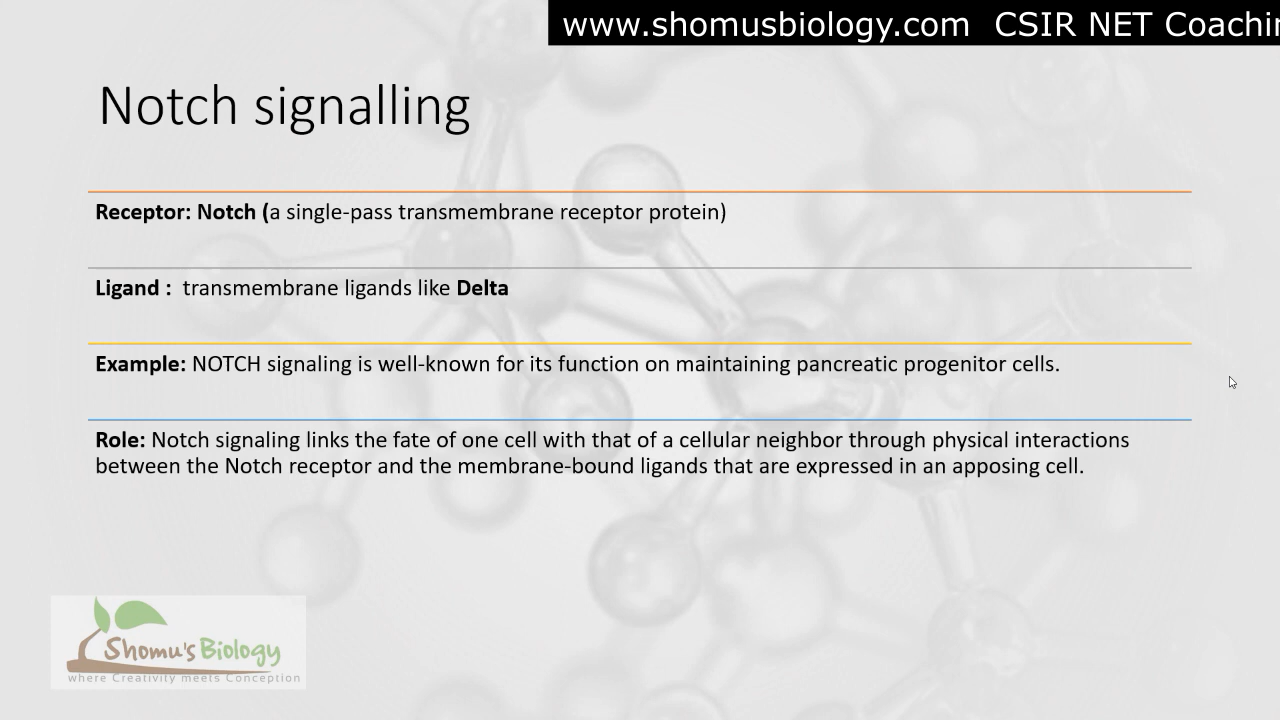 www.shomusbiology.com CSIR NET Coachin
Notch signalling
Receptor: Notch (a single-pass transmembrane receptor protein)
Ligand : transmembrane ligands like Delta
Example: NOTCH signaling is well-known for its function on maintaining pancreatic progenitor cells.
Role: Notch signaling links the fate of one cell with that of a cellular neighbor through physical interactions
between the Notch receptor and the membrane-bound ligands that are expressed in an apposing cell.
Shomu's Biology
where Creativity meets Conception